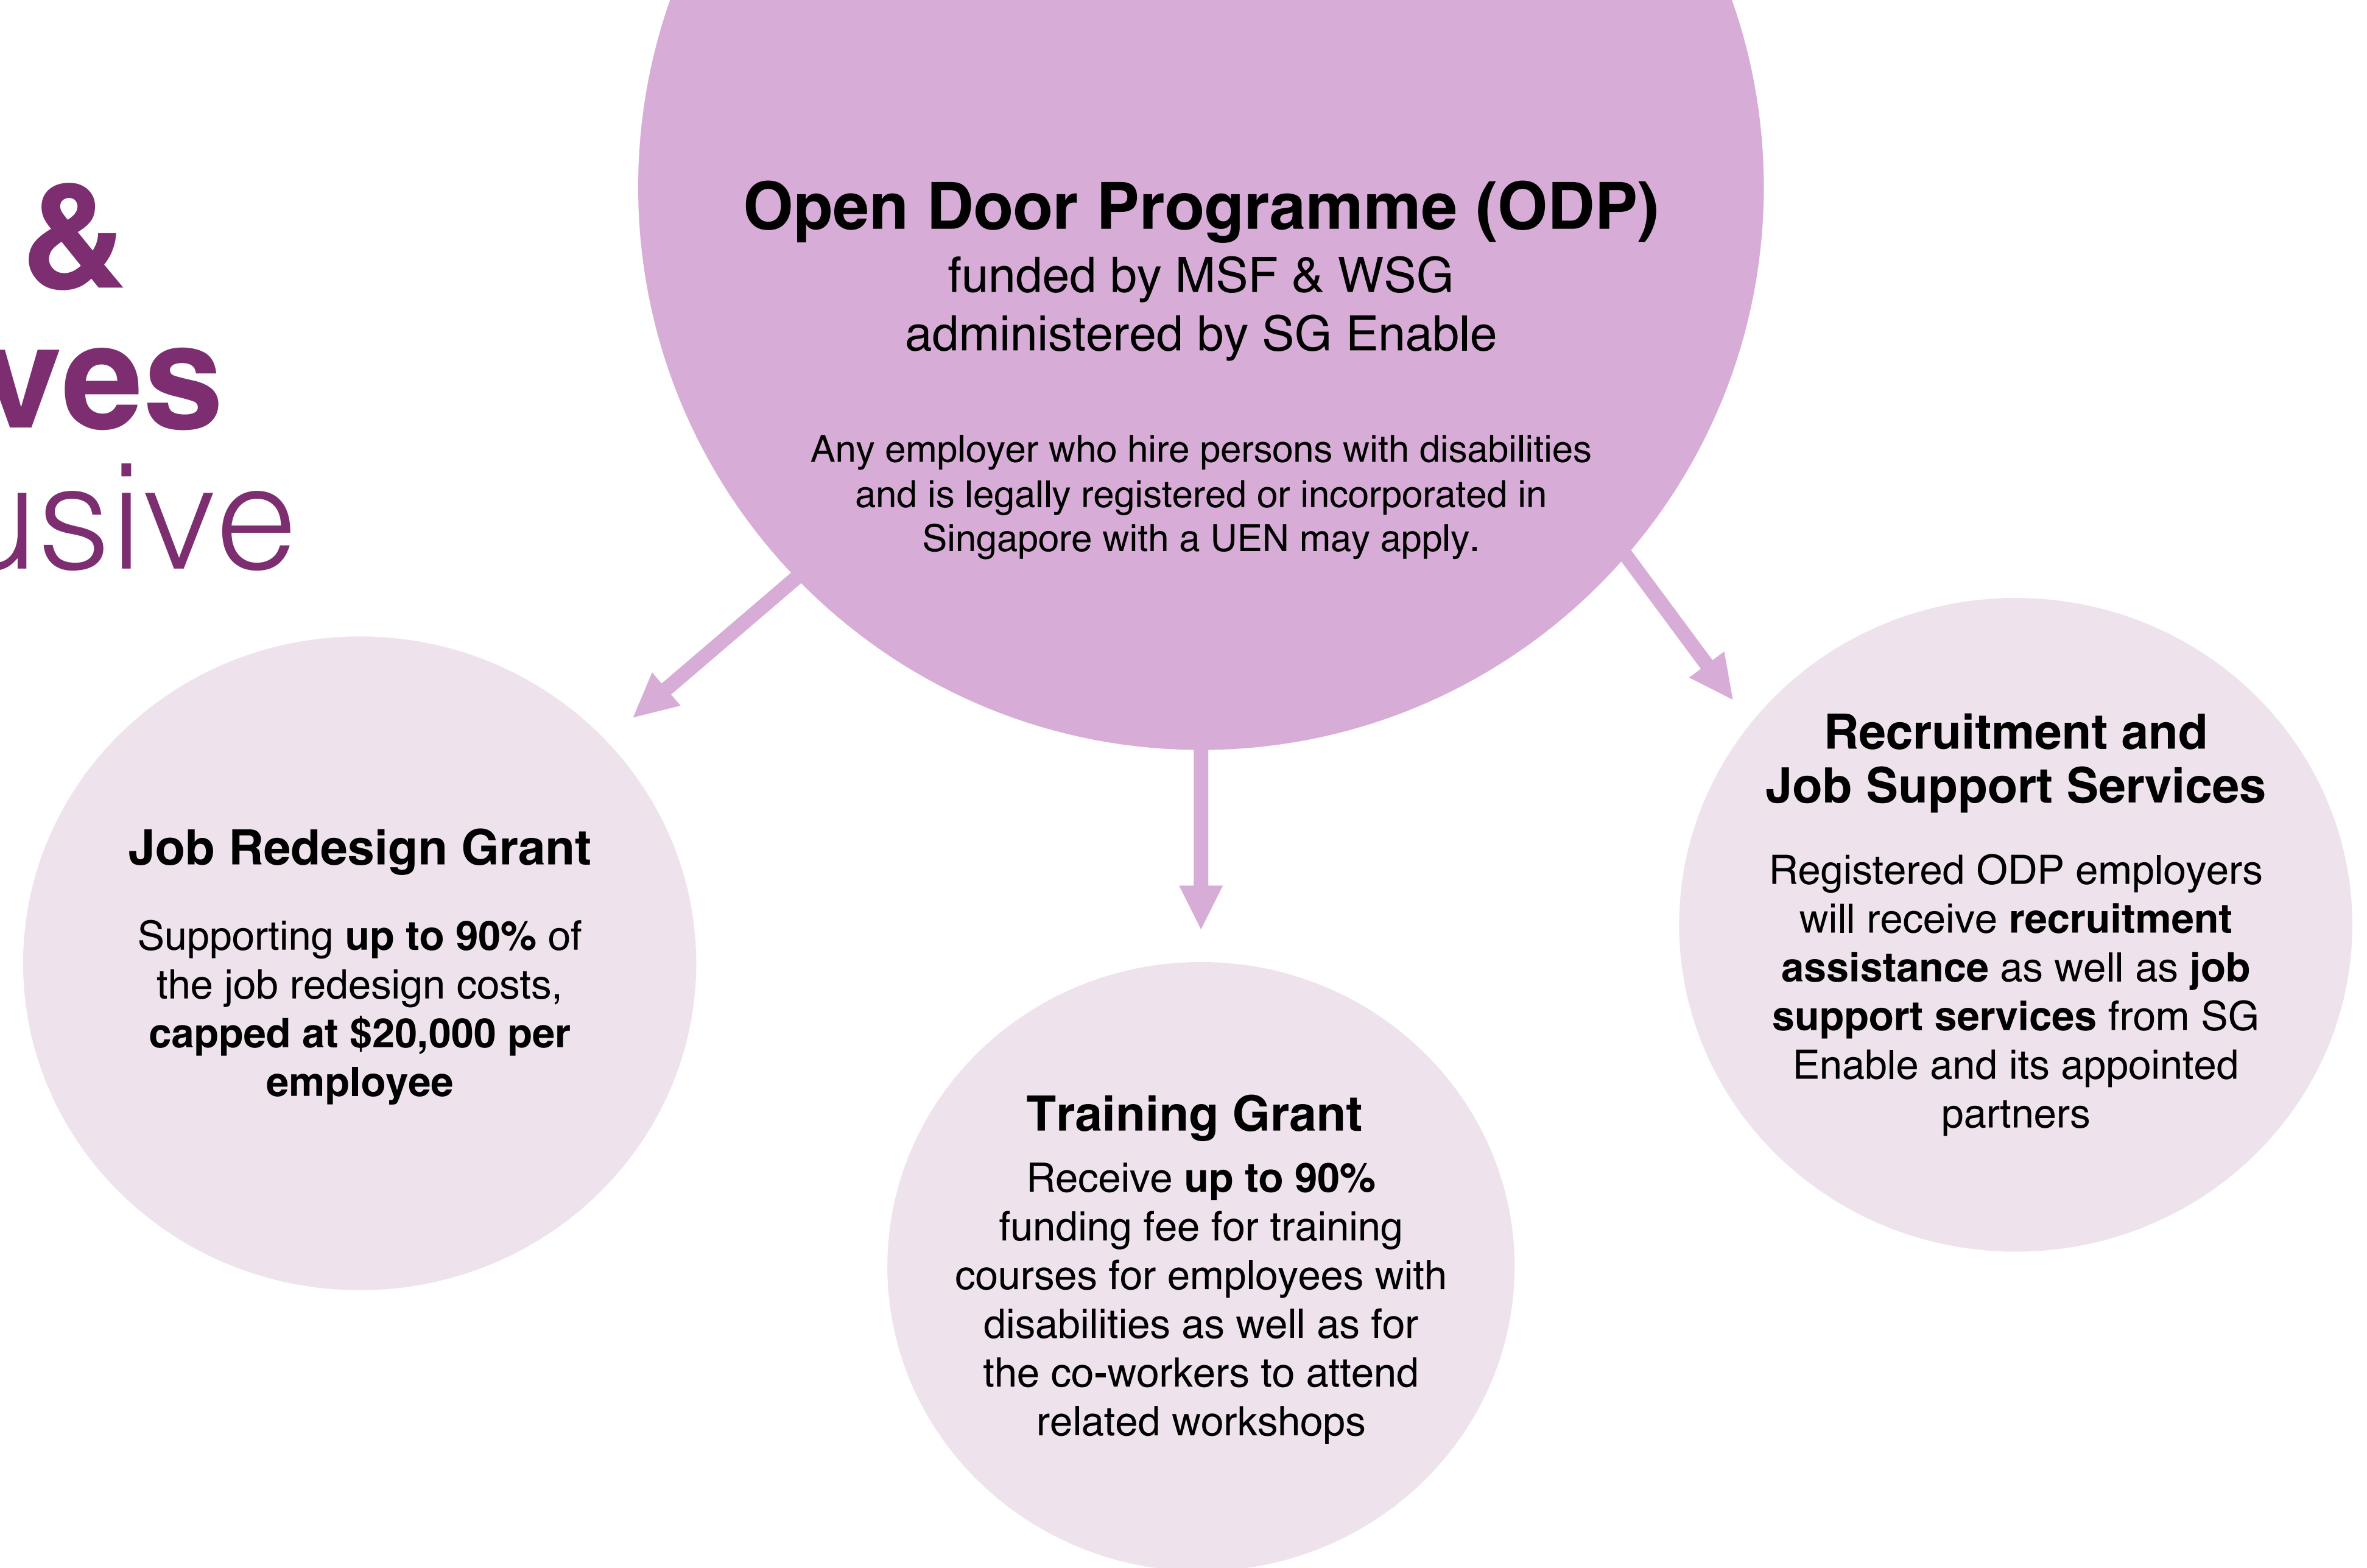 &
ves
usive
Open Door Programme (ODP)
funded by MSF & WSG
administered by SG Enable
Any employer who hire persons with disabilities
and is legally registered or incorporated in
Singapore with a UEN may apply.
Job Redesign Grant
Supporting up to 90% of
the job redesign costs,
capped at $20,000 per
employee
Training Grant
Receive up to 90%
funding fee for training
courses for employees with
disabilities as well as for
the co-workers to attend
related workshops
Recruitment and
Job Support Services
Registered ODP employers
will receive recruitment
assistance as well as job
support services from SG
Enable and its appointed
partners